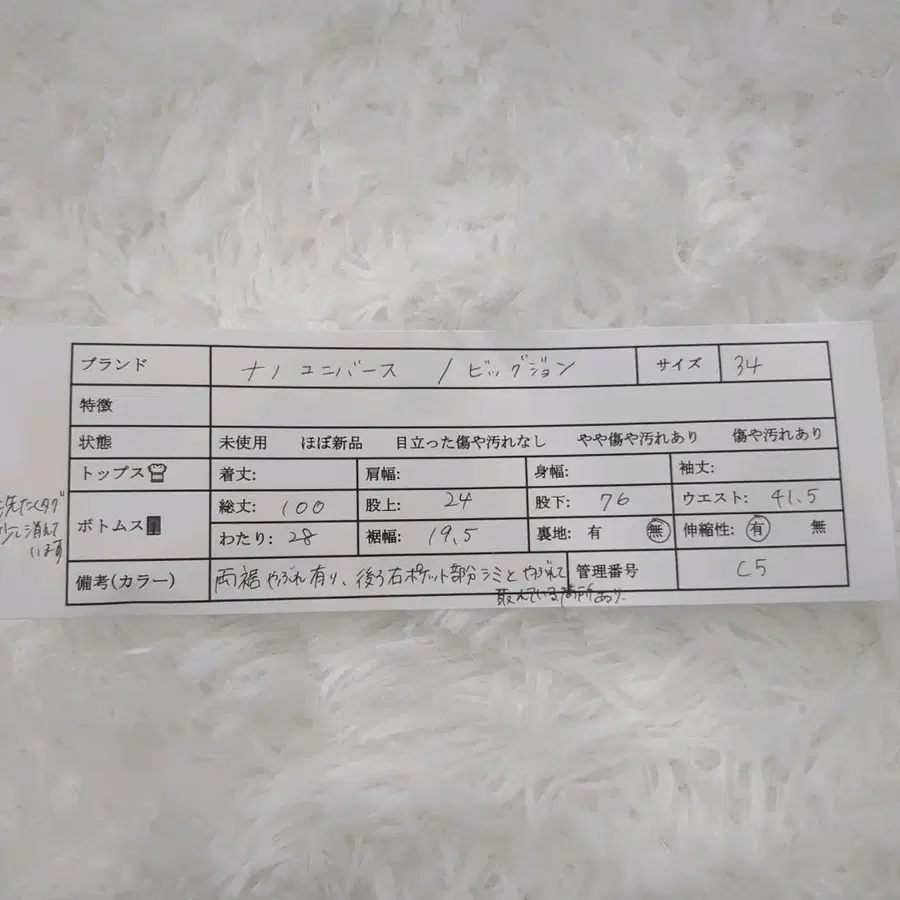 ブランド ナノユニバース / ビッグジョン サイズ 34
特徴
状態 未使用 ほぼ新品 目立った傷や汚れなし やや傷や汚れあり 傷や汚れあり
トップス 着丈: 肩幅: 身幅: 袖丈:
ボトムス 総丈: 100 股上: 24 股下: 76 ウエスト: 41.5
わたり: 28 裾幅: 19.5 裏地: 有 無 伸縮性: 有 無
備考(カラー) 両裾やぶれ有り、後ろ右ポケット部分シミとやぶれて
取れている箇所あり。
管理番号 C5
洗たくタグ
少し消えて
います